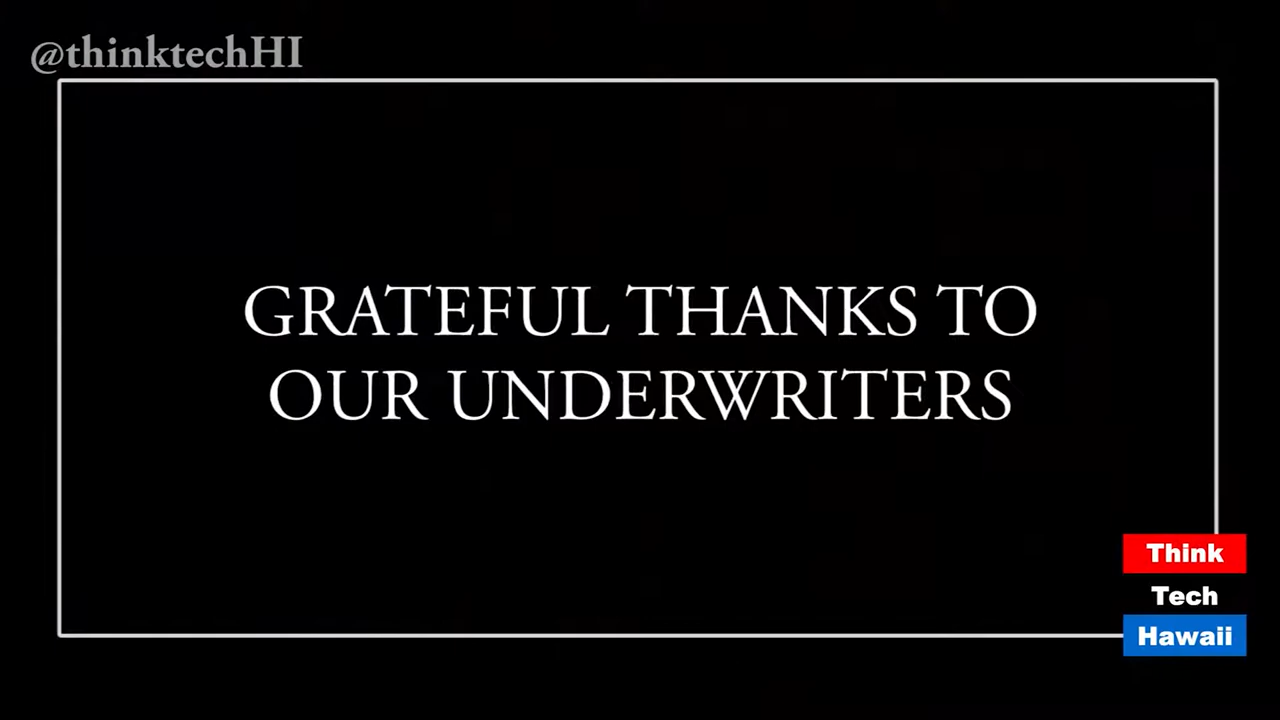 @thinktechHI
GRATEFUL THANKS TO
OUR UNDERWRITERS
Think
Tech
Hawaii